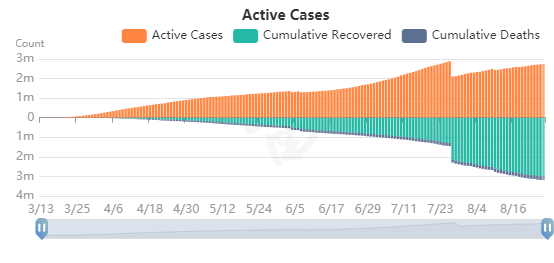 Active Cases
Active Cases Cumulative Recovered Cumulative Deaths
Count
3m
2m
1m
0
1m
2m
3m
4m
3/13 3/25 4/6 4/18 4/30 5/12 5/24 6/5 6/17 6/29 7/11 7/23 8/4 8/16